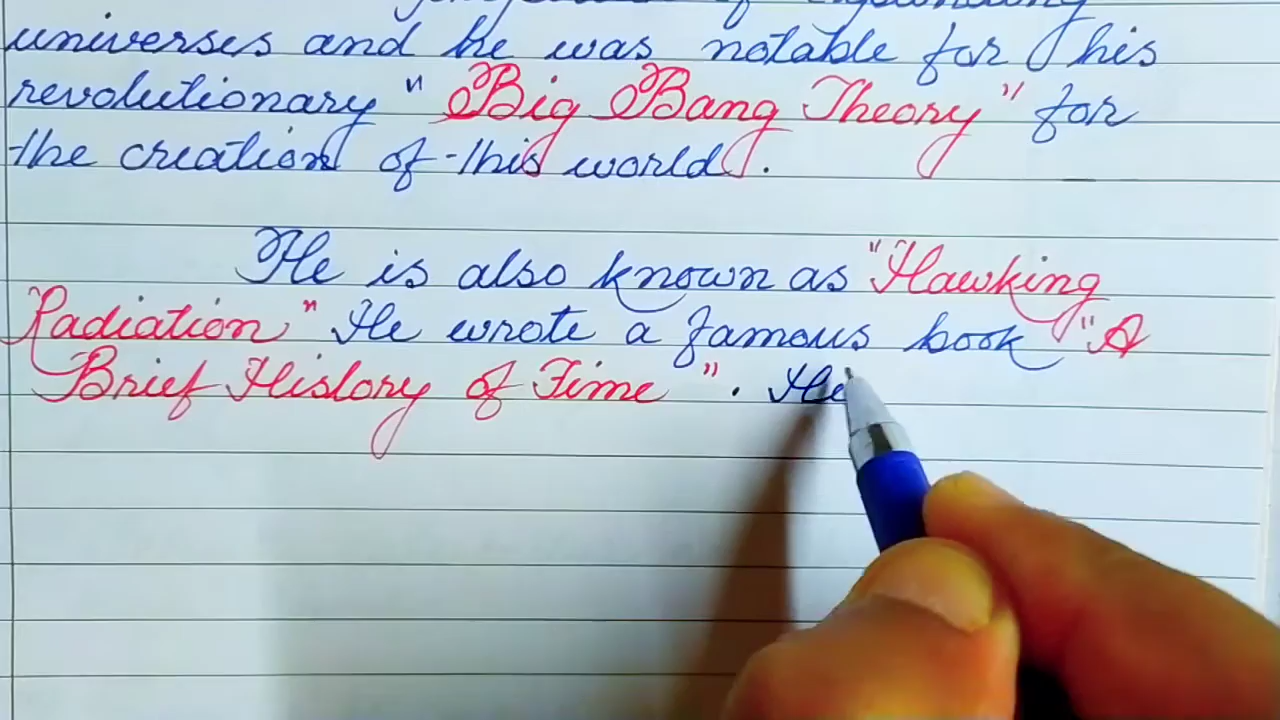 of
universes and he was notable for his
revolutionary "Big Bang Theory" for
the creation of this world.
He is also known as "Hawking
Radiation" He wrote a famous book "A
Brief History of Time". He